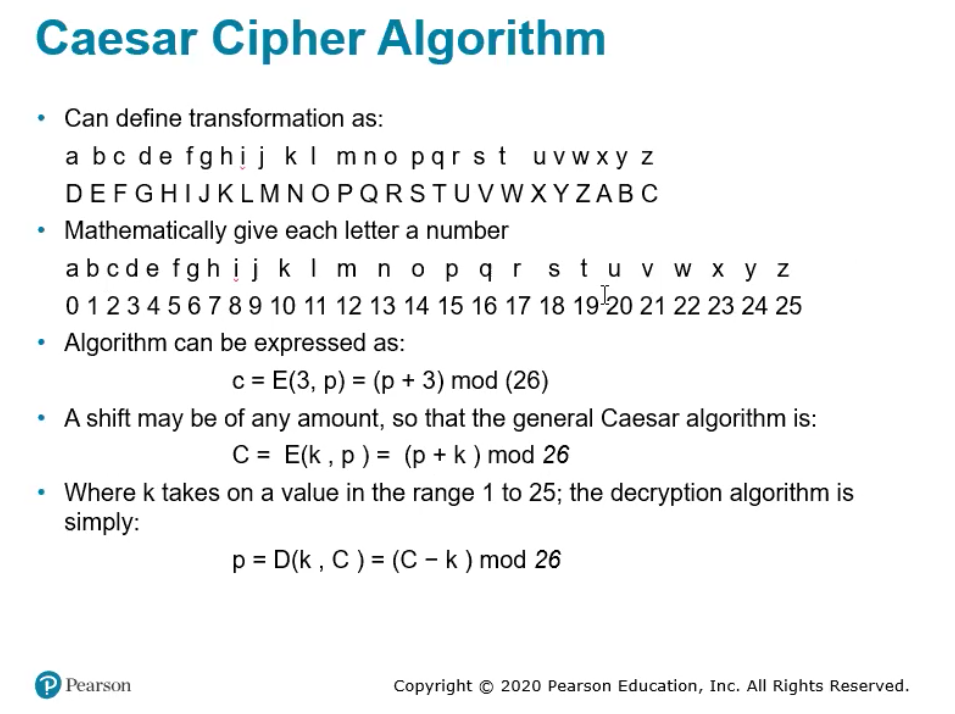 Caesar Cipher Algorithm
• Can define transformation as:
a b c d e f g h i j k l m n o p q r s t u v w x y z
D E F G H I J K L M N O P Q R S T U V W X Y Z A B C
• Mathematically give each letter a number
a b c d e f g h i j k l m n o p q r s t u v w x y z
0 1 2 3 4 5 6 7 8 9 10 11 12 13 14 15 16 17 18 19 20 21 22 23 24 25
• Algorithm can be expressed as:
c = E(3, p) = (p + 3) mod (26)
• A shift may be of any amount, so that the general Caesar algorithm is:
C = E(k , p ) = (p + k ) mod 26
• Where k takes on a value in the range 1 to 25; the decryption algorithm is
simply:
p = D(k , C ) = (C − k ) mod 26
Pearson
Copyright © 2020 Pearson Education, Inc. All Rights Reserved.